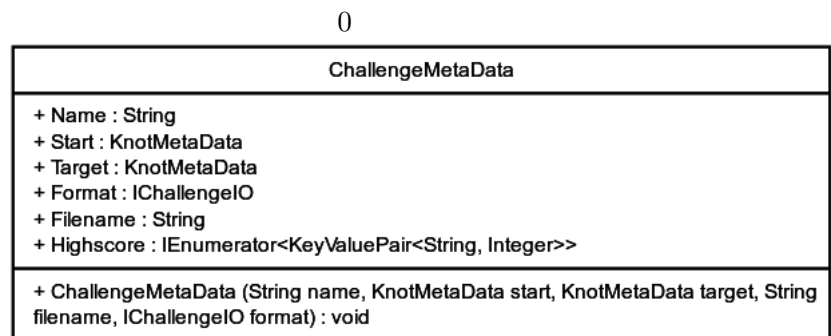 0
ChallengeMetaData
+ Name : String
+ Start : KnotMetaData
+ Target : KnotMetaData
+ Format : IChallengeIO
+ Filename : String
+ Highscore : IEnumerator<KeyValuePair<String, Integer>>
+ ChallengeMetaData (String name, KnotMetaData start, KnotMetaData target, String
filename, IChallengeIO format) : void